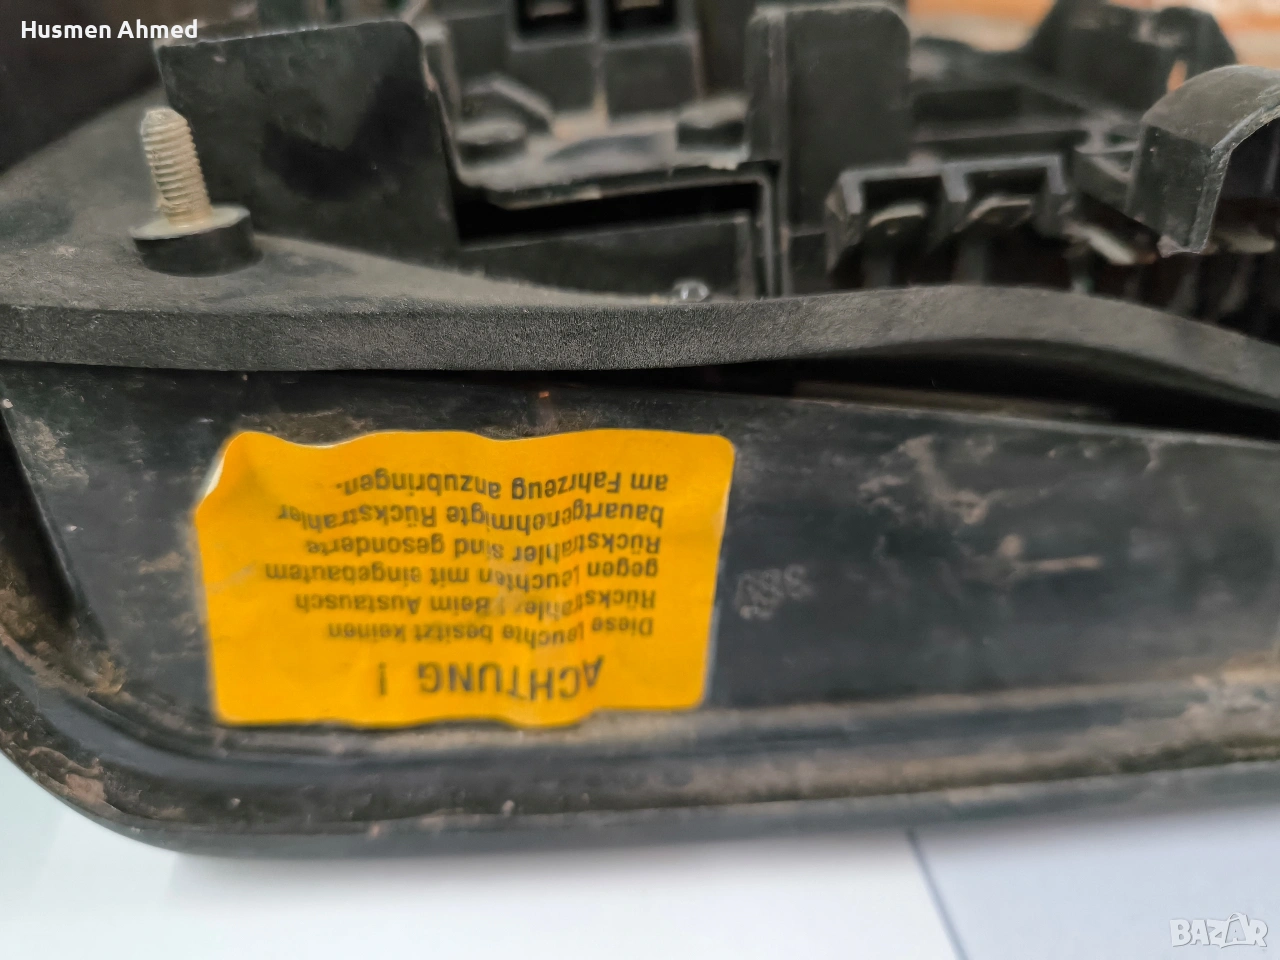 Husmen Ahmed
ACHTUNG !
Diese Leuchte besitzt keinen
Rückstrahler! Beim Austausch
gegen Leuchten mit eingebautem
Rückstrahler sind gesonderte
bauartgenehmigte Rückstrahler
am Fahrzeug anzubringen.
BAZAR